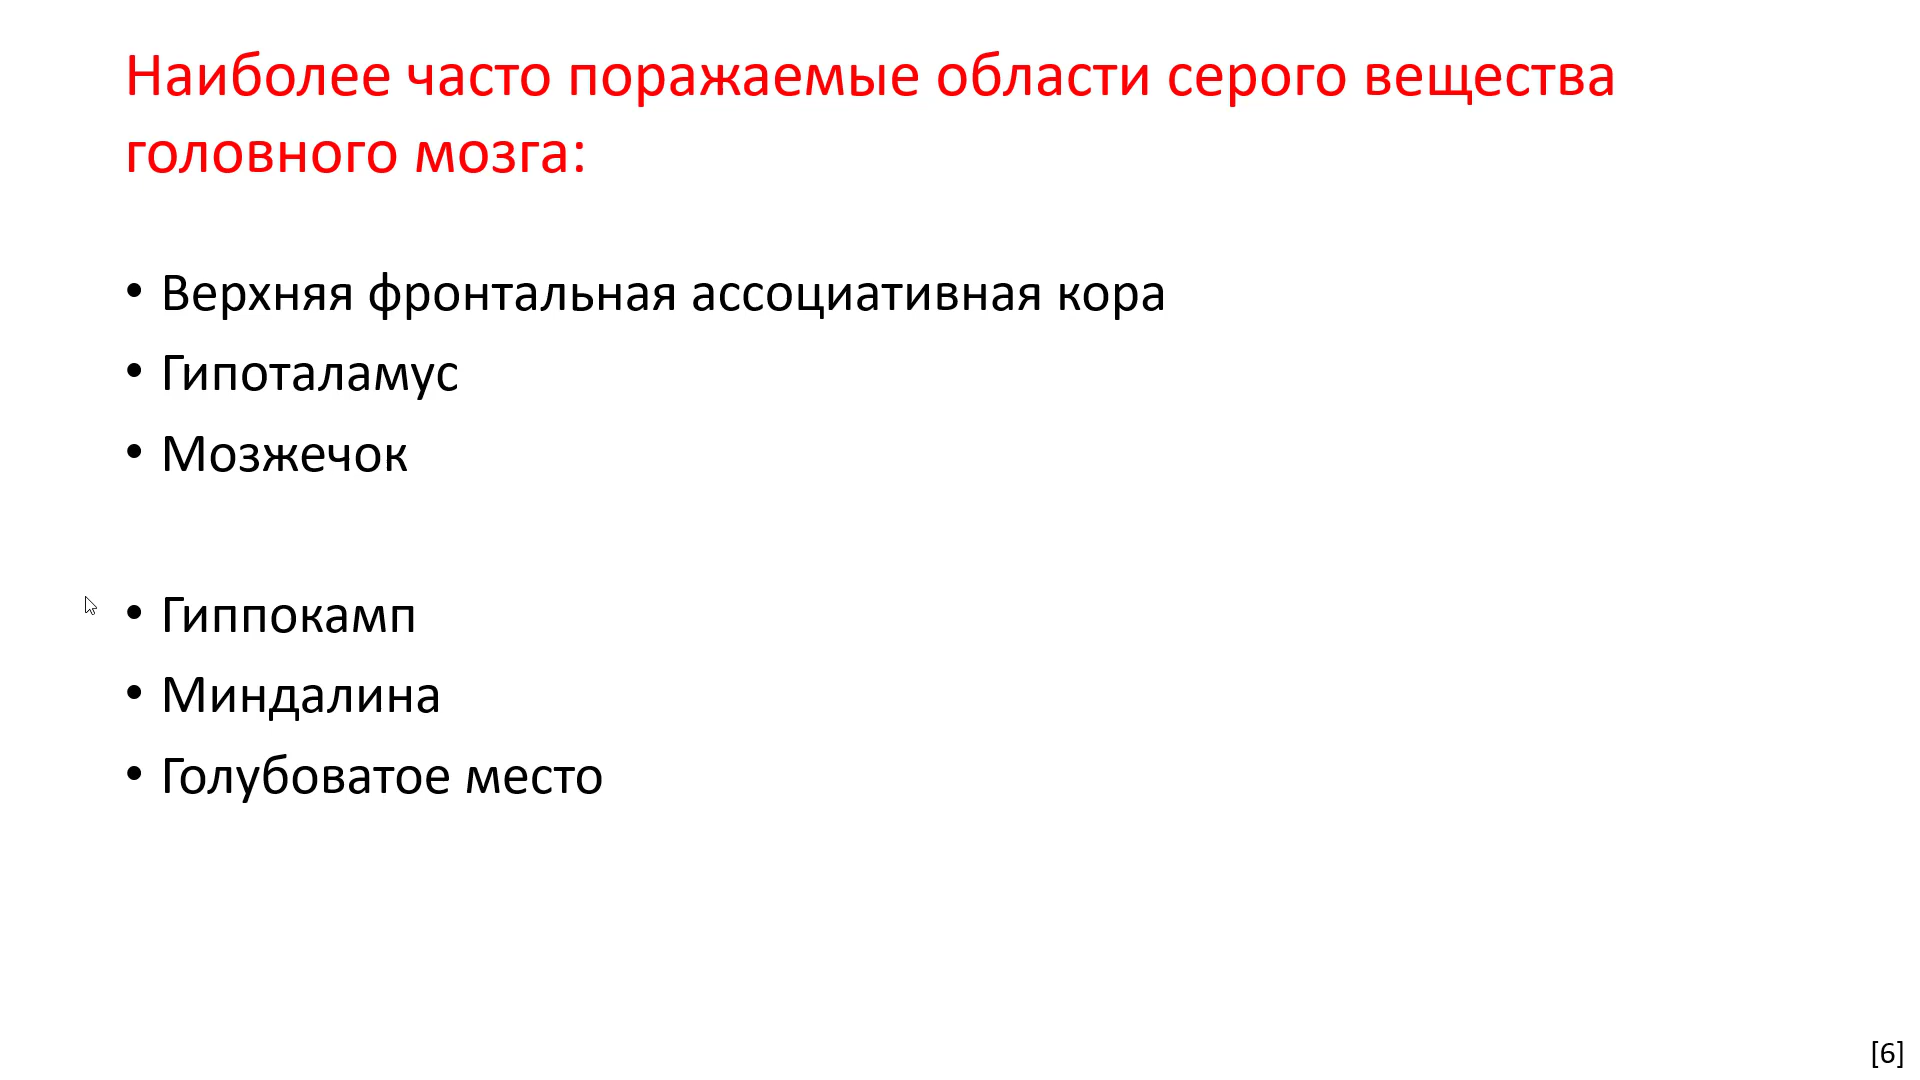 Наиболее часто поражаемые области серого вещества
головного мозга:
• Верхняя фронтальная ассоциативная кора
• Гипоталамус
• Мозжечок
• Гиппокамп
• Миндалина
• Голубоватое место
[6]